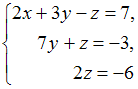 2x + 3y − z = 7,
7y + z = −3,
2z = −6